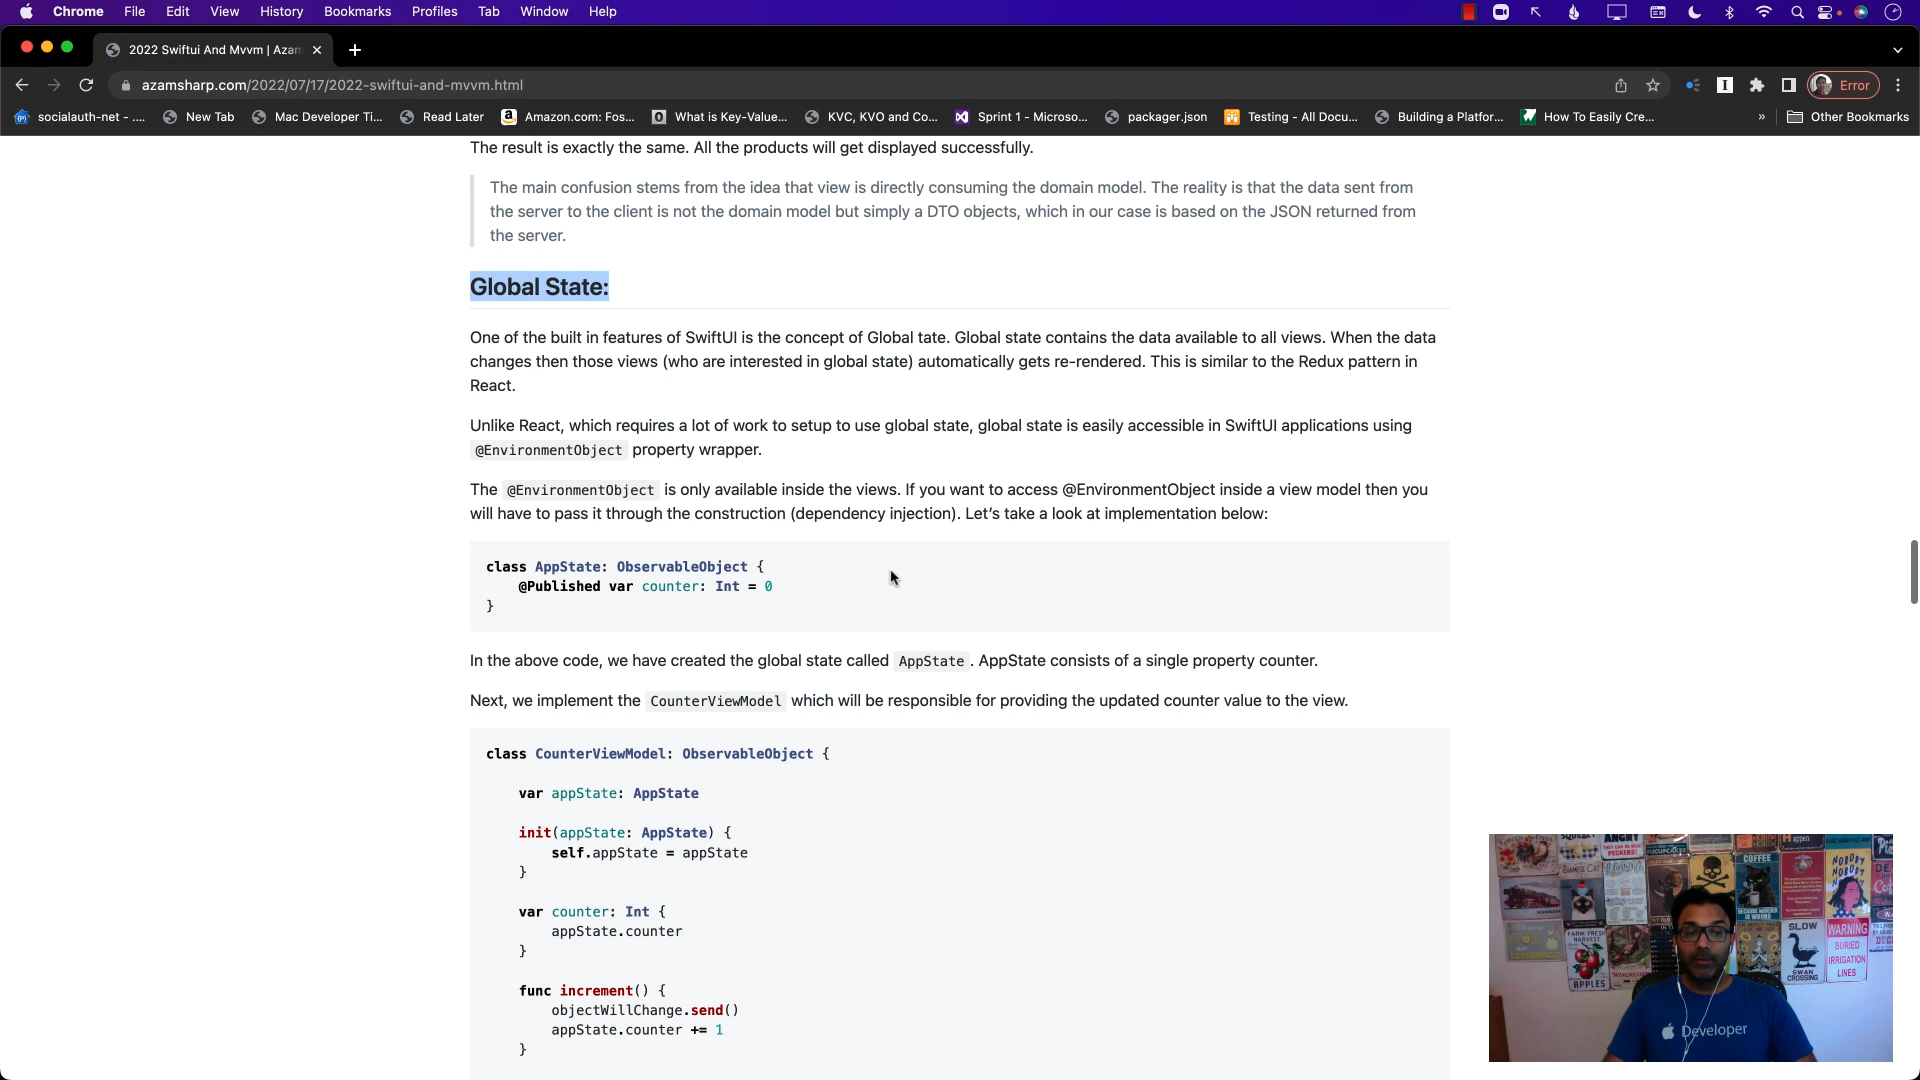 Chrome File Edit View History Bookmarks Profiles Tab Window Help
2022 Swiftui And Mvvm | Azam
azamsharp.com/2022/07/17/2022-swiftui-and-mvvm.html
Error
socialauth-net - .... New Tab Mac Developer Ti... Read Later Amazon.com: Fos... What is Key-Value... KVC, KVO and Co... Sprint 1 - Microso... packager.json Testing - All Docu... Building a Platfor... How To Easily Cre... » Other Bookmarks
The result is exactly the same. All the products will get displayed successfully.
The main confusion stems from the idea that view is directly consuming the domain model. The reality is that the data sent from
the server to the client is not the domain model but simply a DTO objects, which in our case is based on the JSON returned from
the server.
Global State:
One of the built in features of SwiftUI is the concept of Global tate. Global state contains the data available to all views. When the data
changes then those views (who are interested in global state) automatically gets re-rendered. This is similar to the Redux pattern in
React.
Unlike React, which requires a lot of work to setup to use global state, global state is easily accessible in SwiftUI applications using
@EnvironmentObject property wrapper.
The @EnvironmentObject is only available inside the views. If you want to access @EnvironmentObject inside a view model then you
will have to pass it through the construction (dependency injection). Let's take a look at implementation below:
class AppState: ObservableObject {
@Published var counter: Int = 0
}
In the above code, we have created the global state called AppState . AppState consists of a single property counter.
Next, we implement the CounterViewModel which will be responsible for providing the updated counter value to the view.
class CounterViewModel: ObservableObject {
var appState: AppState
init(appState: AppState) {
self.appState = appState
}
var counter: Int {
appState.counter
}
func increment() {
objectWillChange.send()
appState.counter += 1
}
COFFEE
NOBODY
SLOW
SWAN
CROSSING
WARNING
BURIED
IRRIGATION
LINES
FARM FRESH
HARVEST
APPLES
Developer